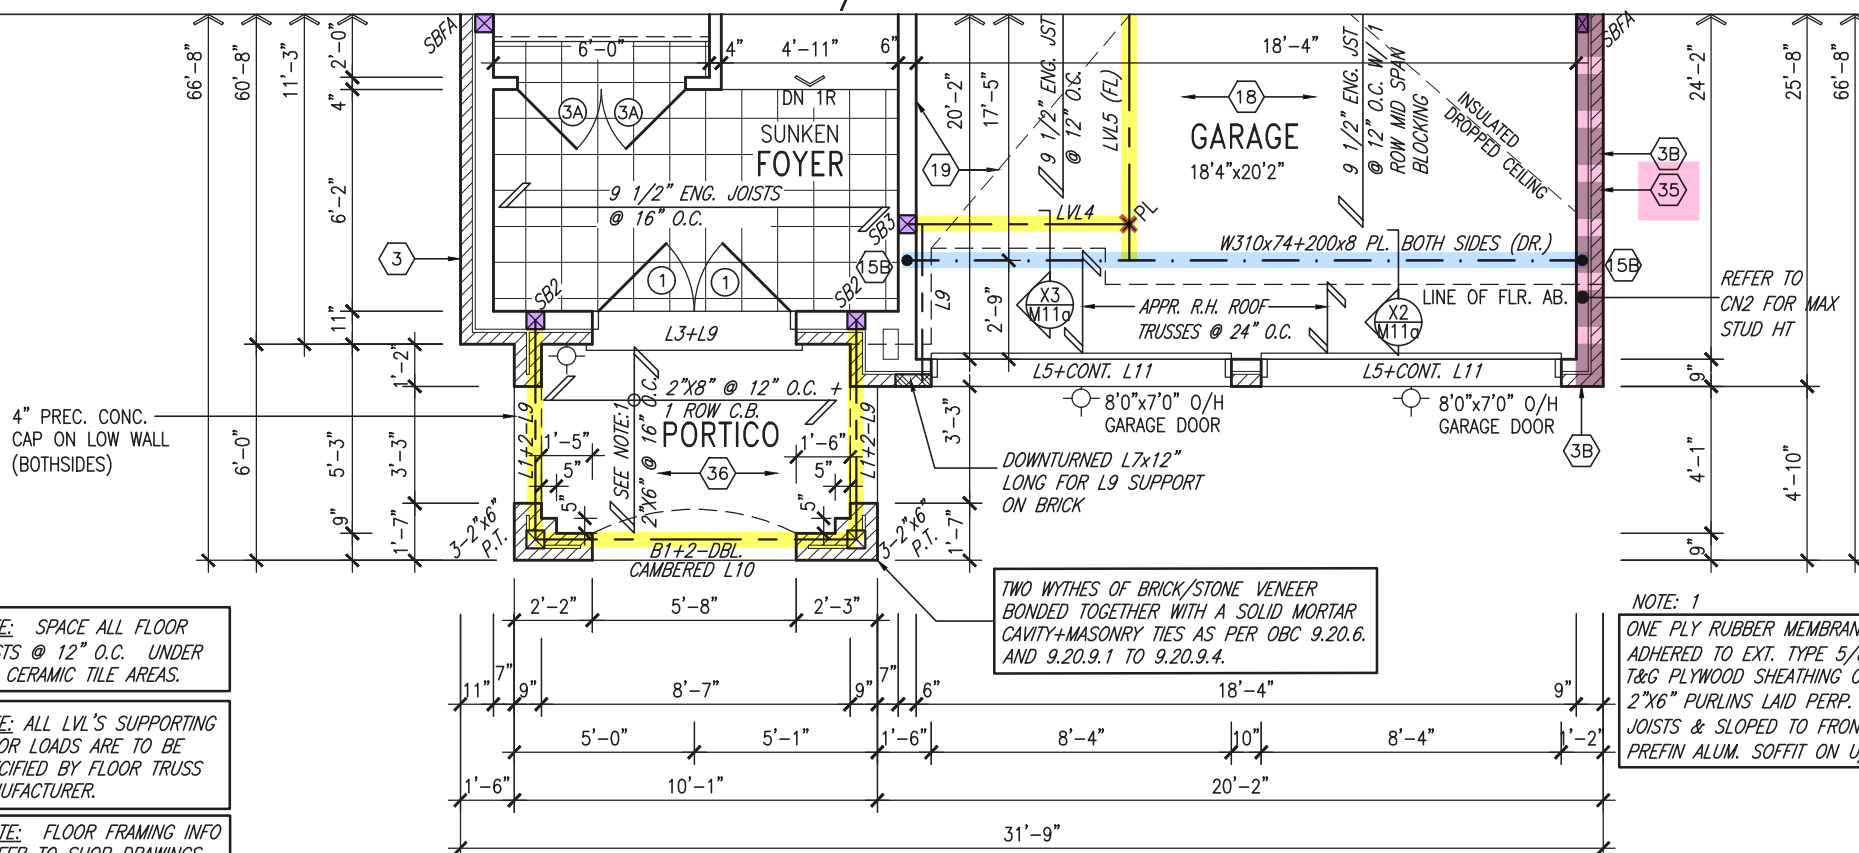 SBFA
SBFA
66'-8"
60'-8"
11'-3"
2'-0"
4"
6'-2"
11"
6'-0"
4"
4'-11"
6"
DN 1R
3A
3A
SUNKEN
FOYER
9 1/2" ENG. JOISTS
@ 16" O.C.
SB3
15B
SB2
SB2
1
1
3
L3+L9
20'-2"
17'-5"
9 1/2" ENG. JST
@ 12" O.C.
LVL5 (FL)
18'-4"
18
GARAGE
18'4"x20'2"
9 1/2" ENG. JST
@ 12" O.C. W/ 1
ROW MID SPAN
BLOCKING
INSULATED
DROPPED CEILING
19
LVL4
PL
W310x74+200x8 PL. BOTH SIDES (DR.)
L9
2'-9"
X3
M11a
APPR. R.H. ROOF
TRUSSES @ 24" O.C.
X2
M11a
LINE OF FLR. AB.
3B
35
15B
24'-2"
25'-8"
66'-8"
REFER TO
CN2 FOR MAX
STUD HT
L5+CONT. L11
L5+CONT. L11
8'0"x7'0" O/H
GARAGE DOOR
8'0"x7'0" O/H
GARAGE DOOR
3B
9"
4'-1"
9"
4'-10"
4" PREC. CONC.
CAP ON LOW WALL
(BOTHSIDES)
6'-0"
5'-3"
9"
1'-2"
3'-3"
1'-7"
L1+2-L9
L1+2-L9
2"X8" @ 12" O.C. +
1 ROW C.B.
PORTICO
36
SEE NOTE:1
2"X6" @ 16" O.C.
1'-5"
5"
5"
1'-6"
5"
5"
3-2"x6"
P.T.
3-2"x6"
P.T.
B1+2-DBL.
CAMBERED L10
3'-3"
1'-7"
DOWNTURNED L7x12"
LONG FOR L9 SUPPORT
ON BRICK
TWO WYTHES OF BRICK/STONE VENEER
BONDED TOGETHER WITH A SOLID MORTAR
CAVITY+MASONRY TIES AS PER OBC 9.20.6.
AND 9.20.9.1 TO 9.20.9.4.
2'-2"
5'-8"
2'-3"
11"
7"
9"
8'-7"
9"
7"
6"
18'-4"
9"
5'-0"
5'-1"
1'-6"
8'-4"
10"
8'-4"
1'-2"
1'-6"
10'-1"
20'-2"
31'-9"
E: SPACE ALL FLOOR
STS @ 12" O.C. UNDER
CERAMIC TILE AREAS.
E: ALL LVL'S SUPPORTING
OR LOADS ARE TO BE
CIFIED BY FLOOR TRUSS
NUFACTURER.
TE: FLOOR FRAMING INFO
FER TO SHOP DRAWINGS
NOTE: 1
ONE PLY RUBBER MEMBRAN
ADHERED TO EXT. TYPE 5/8
T&G PLYWOOD SHEATHING O
2"X6" PURLINS LAID PERP.
JOISTS & SLOPED TO FRON
PREFIN ALUM. SOFFIT ON U